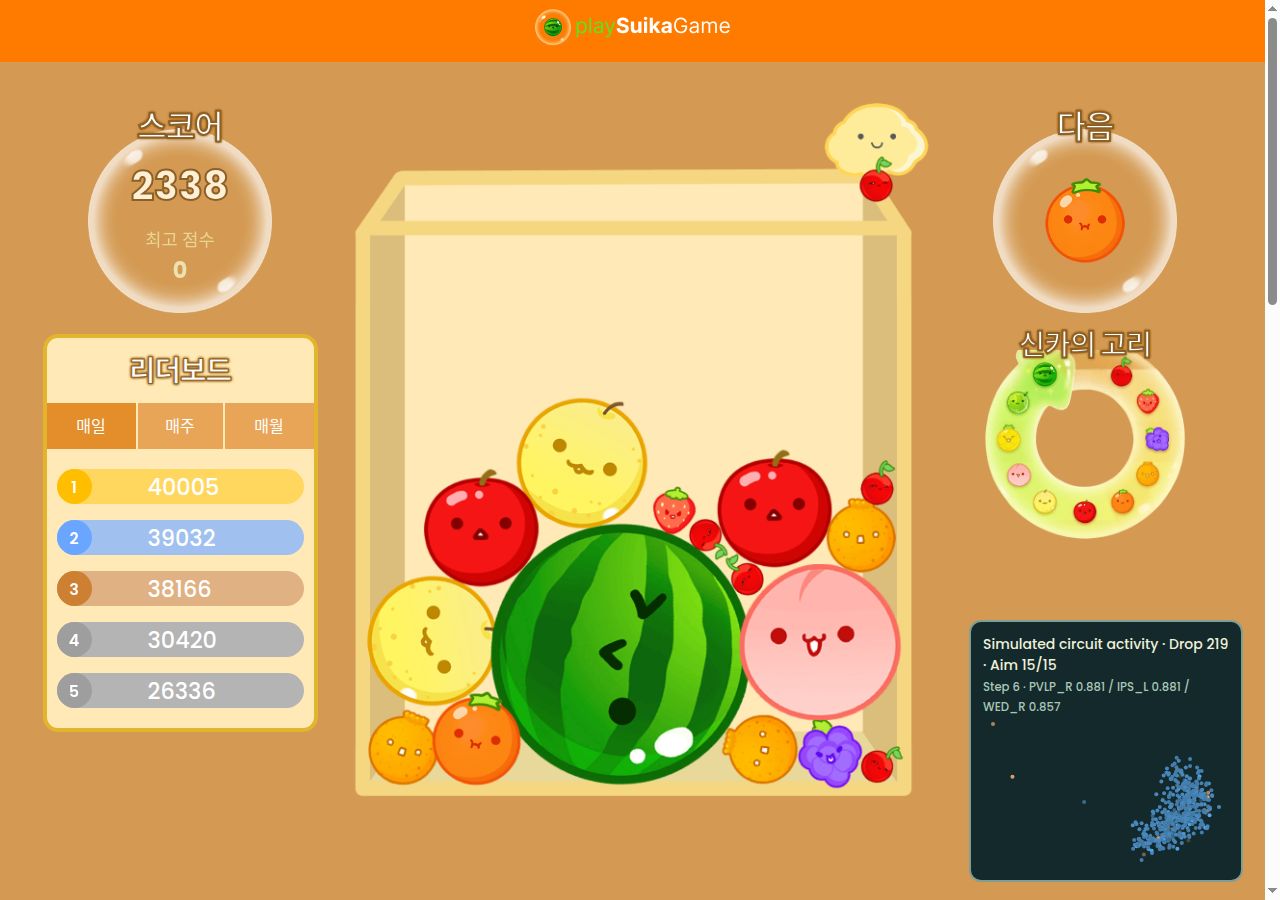 playSuikaGame
스코어
2338
최고 점수
0
리더보드
매일 매주 매월
1 40005
2 39032
3 38166
4 30420
5 26336
다음
신카의 고리
Simulated circuit activity · Drop 219
· Aim 15/15
Step 6 · PVLP_R 0.881 / IPS_L 0.881 /
WED_R 0.857